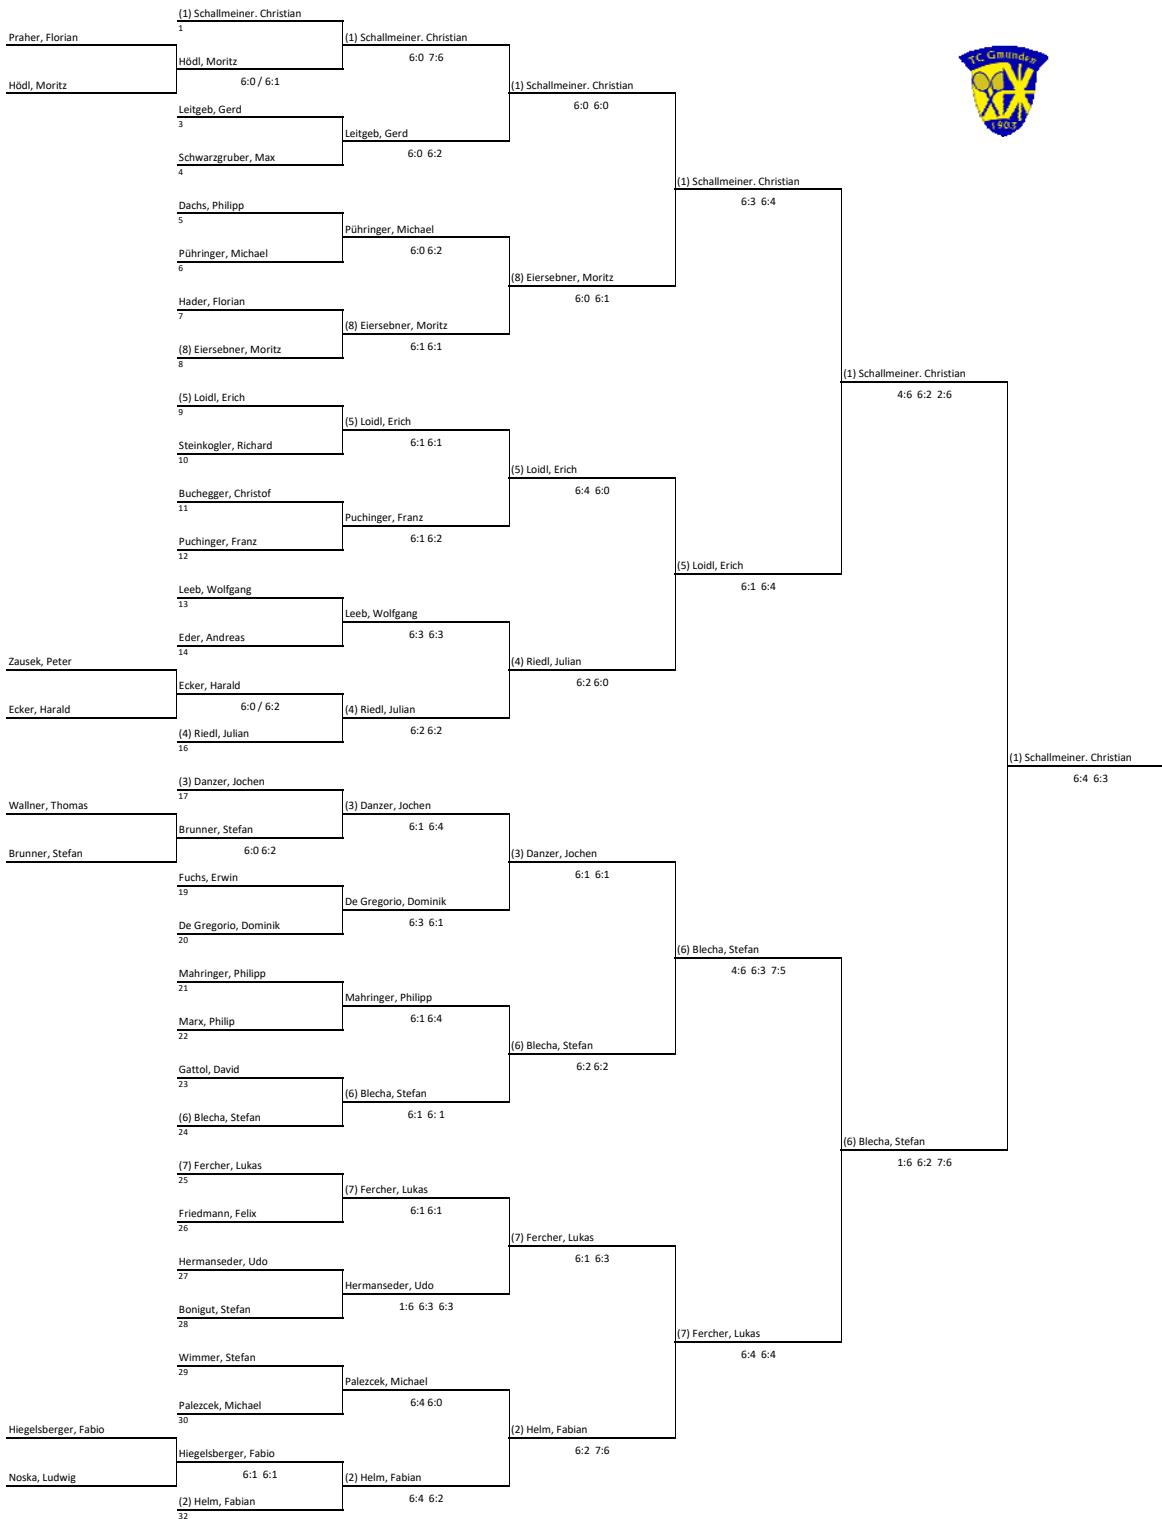 (1) Schallmeiner. Christian
1
Praher, Florian
(1) Schallmeiner. Christian
TC Gmunden
1903
Hödl, Moritz
6:0 7:6
6:0 / 6:1
Hödl, Moritz
(1) Schallmeiner. Christian
6:0 6:0
Leitgeb, Gerd
3
Leitgeb, Gerd
6:0 6:2
Schwarzgruber, Max
4
(1) Schallmeiner. Christian
6:3 6:4
Dachs, Philipp
5
Pühringer, Michael
6:0 6:2
Pühringer, Michael
6
(8) Eiersebner, Moritz
6:0 6:1
Hader, Florian
7
(8) Eiersebner, Moritz
6:1 6:1
(8) Eiersebner, Moritz
8
(1) Schallmeiner. Christian
4:6 6:2 2:6
(5) Loidl, Erich
9
(5) Loidl, Erich
6:1 6:1
Steinkogler, Richard
10
(5) Loidl, Erich
6:4 6:0
Buchegger, Christof
11
Puchinger, Franz
6:1 6:2
Puchinger, Franz
12
(5) Loidl, Erich
6:1 6:4
Leeb, Wolfgang
13
Leeb, Wolfgang
6:3 6:3
Eder, Andreas
14
Zausek, Peter
(4) Riedl, Julian
6:2 6:0
Ecker, Harald
6:0 / 6:2
Ecker, Harald
(4) Riedl, Julian
6:2 6:2
(4) Riedl, Julian
16
(1) Schallmeiner. Christian
6:4 6:3
(3) Danzer, Jochen
17
Wallner, Thomas
(3) Danzer, Jochen
6:1 6:4
Brunner, Stefan
6:0 6:2
Brunner, Stefan
(3) Danzer, Jochen
6:1 6:1
Fuchs, Erwin
19
De Gregorio, Dominik
6:3 6:1
De Gregorio, Dominik
20
(6) Blecha, Stefan
4:6 6:3 7:5
Mahringer, Philipp
21
Mahringer, Philipp
6:1 6:4
Marx, Philip
22
(6) Blecha, Stefan
6:2 6:2
Gattol, David
23
(6) Blecha, Stefan
6:1 6: 1
(6) Blecha, Stefan
24
(6) Blecha, Stefan
1:6 6:2 7:6
(7) Fercher, Lukas
25
(7) Fercher, Lukas
6:1 6:1
Friedmann, Felix
26
(7) Fercher, Lukas
6:1 6:3
Hermanseder, Udo
27
Hermanseder, Udo
1:6 6:3 6:3
Bonigut, Stefan
28
(7) Fercher, Lukas
6:4 6:4
Wimmer, Stefan
29
Palezcek, Michael
6:4 6:0
Palezcek, Michael
30
Hiegelsberger, Fabio
(2) Helm, Fabian
6:2 7:6
Hiegelsberger, Fabio
6:1 6:1
Noska, Ludwig
(2) Helm, Fabian
6:4 6:2
(2) Helm, Fabian
32